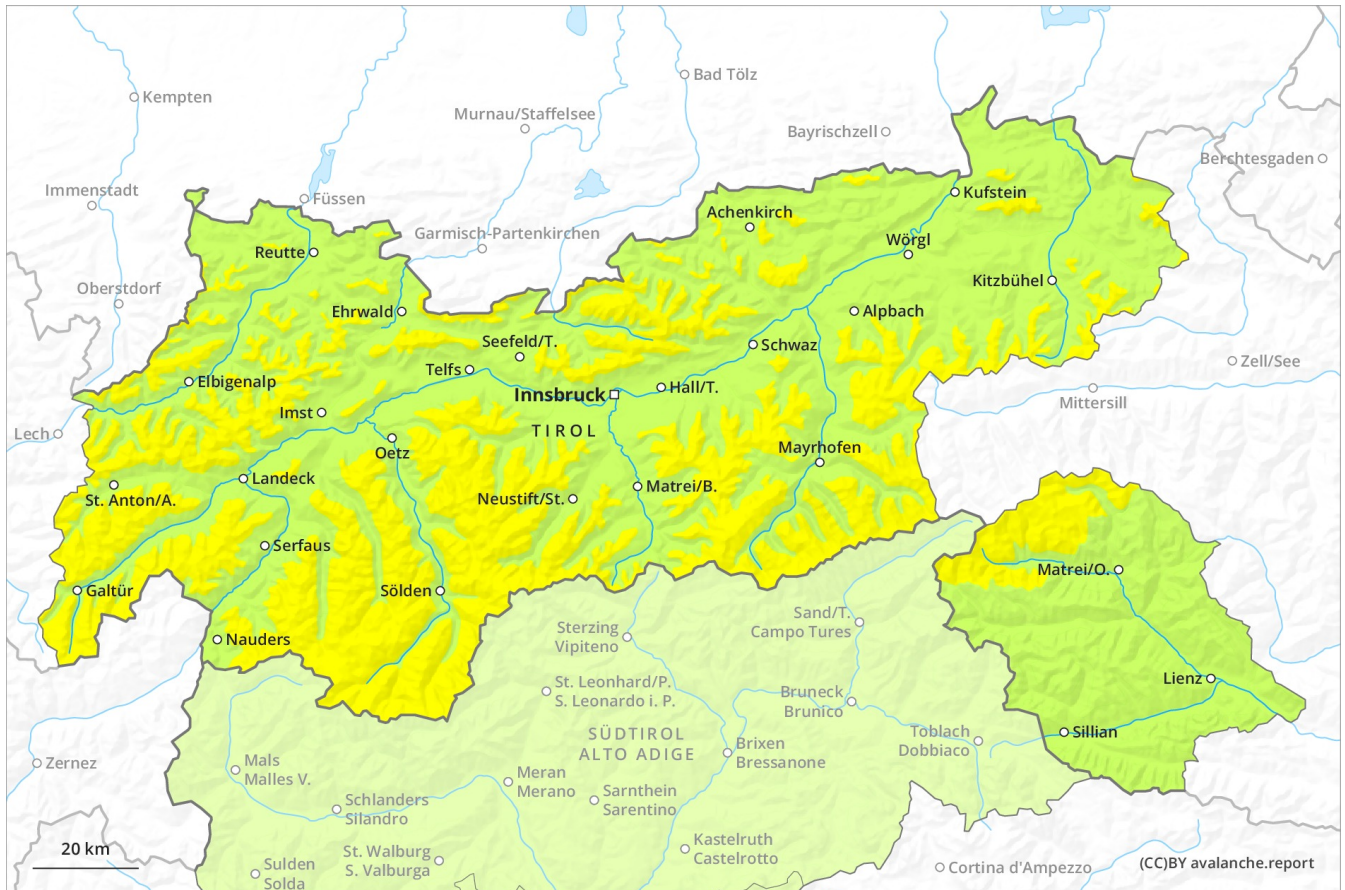 Bad Tölz
Kempten
Murnau/Staffelsee
Bayrischzell
Berchtesgaden
Immenstadt
Füssen
Kufstein
Achenkirch
Garmisch-Partenkirchen
Wörgl
Reutte
Kitzbühel
Oberstdorf
Ehrwald
Alpbach
Seefeld/T.
Schwaz
Zell/See
Telfs
Elbigenalp
Hall/T.
Innsbruck
Mittersill
Imst
TIROL
Lech
Mayrhofen
Oetz
Landeck
Matrei/B.
St. Anton/A.
Neustift/St.
Serfaus
Matrei/O.
Galtür
Sölden
Sand/T.
Campo Tures
Sterzing
Vipiteno
Nauders
Lienz
St. Leonhard/P.
S. Leonardo i. P.
Bruneck
Brunico
SÜDTIROL
ALTO ADIGE
Toblach
Dobbiaco
Sillian
Brixen
Bressanone
Zernez
Mals
Malles V.
Meran
Merano
Sarnthein
Sarentino
Schlanders
Silandro
Kastelruth
Castelrotto
20 km
St. Walburg
S. Valburga
Sulden
Solda
Cortina d'Ampezzo
(CC)BY avalanche.report